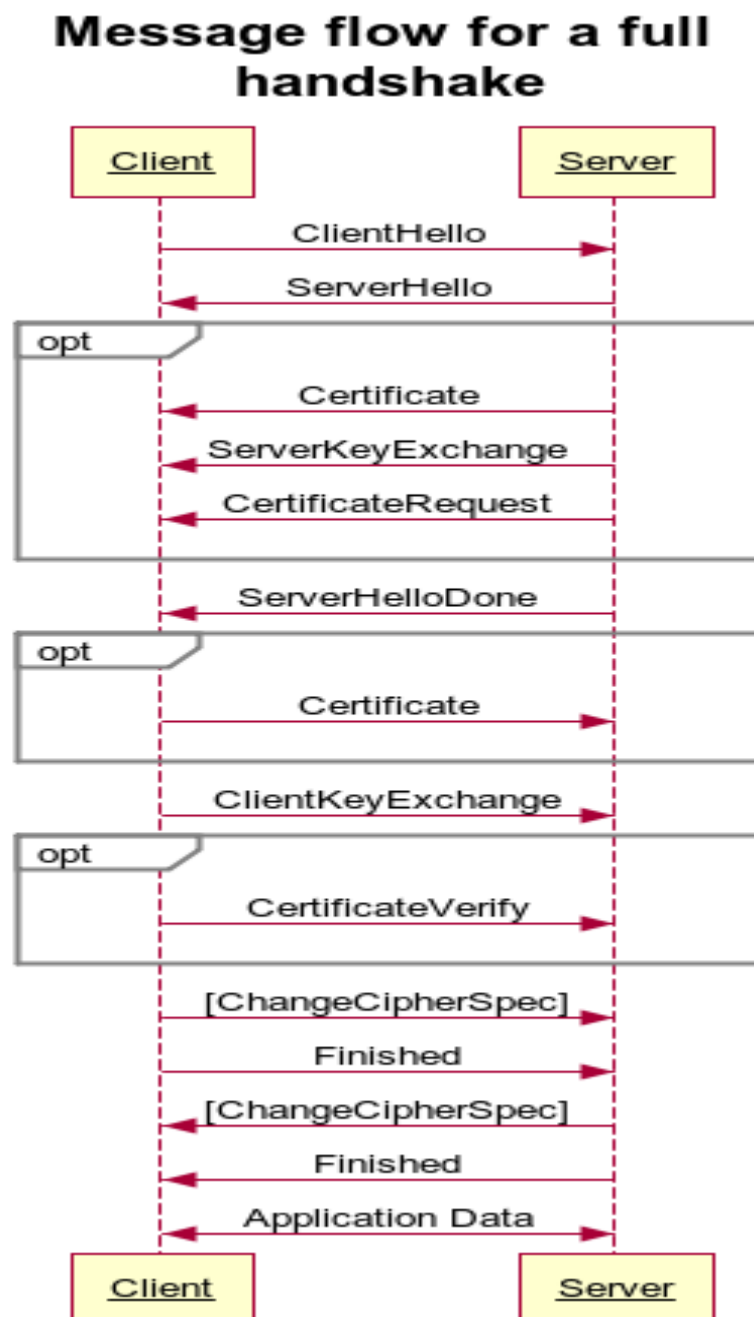 Message flow for a full
handshake
Client Server
ClientHello
ServerHello
opt
Certificate
ServerKeyExchange
CertificateRequest
ServerHelloDone
opt
Certificate
ClientKeyExchange
opt
CertificateVerify
[ChangeCipherSpec]
Finished
[ChangeCipherSpec]
Finished
Application Data
Client Server